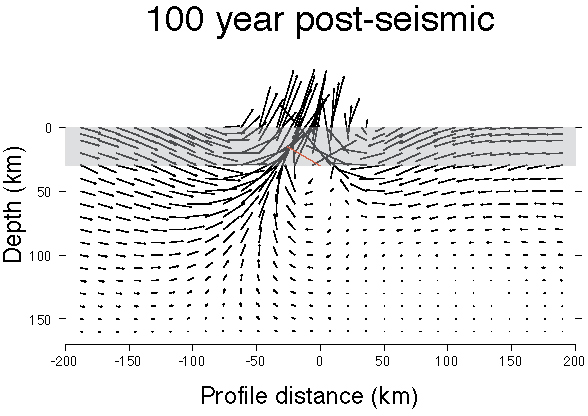 100 year post-seismic
0
50
100
150
Depth (km)
-200 -150 -100 -50 0 50 100 150 200
Profile distance (km)